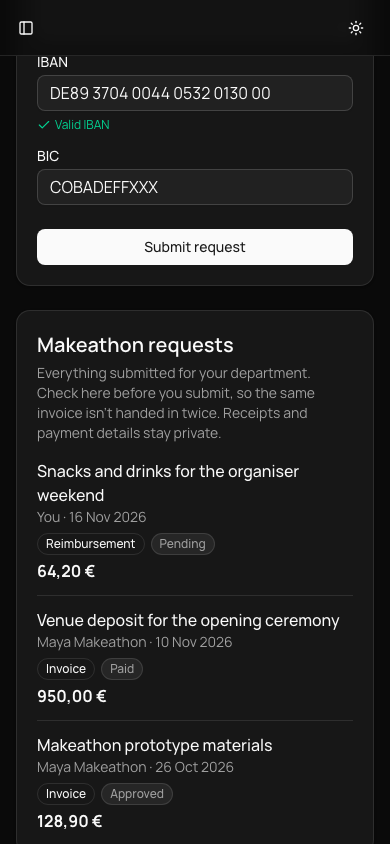 IBAN
DE89 3704 0044 0532 0130 00
Valid IBAN
BIC
COBADEFFXXX
Submit request
Makeathon requests
Everything submitted for your department.
Check here before you submit, so the same
invoice isn't handed in twice. Receipts and
payment details stay private.
Snacks and drinks for the organiser
weekend
You · 16 Nov 2026
Reimbursement Pending
64,20 €
Venue deposit for the opening ceremony
Maya Makeathon · 10 Nov 2026
Invoice Paid
950,00 €
Makeathon prototype materials
Maya Makeathon · 26 Oct 2026
Invoice Approved
128,90 €